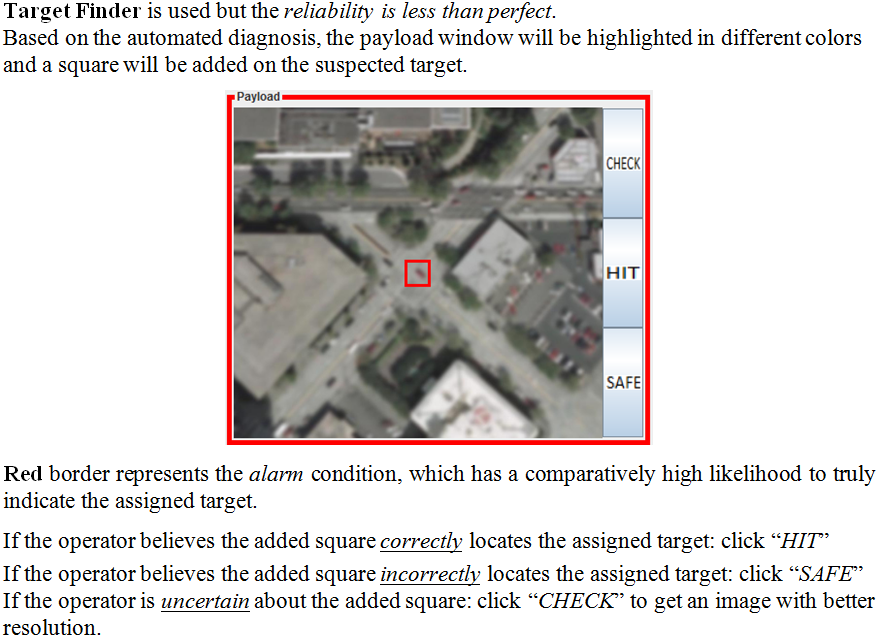 Target Finder is used but the reliability is less than perfect.
Based on the automated diagnosis, the payload window will be highlighted in different colors
and a square will be added on the suspected target.
Payload
CHECK
HIT
SAFE
Red border represents the alarm condition, which has a comparatively high likelihood to truly
indicate the assigned target.
If the operator believes the added square correctly locates the assigned target: click “HIT”
If the operator believes the added square incorrectly locates the assigned target: click “SAFE”
If the operator is uncertain about the added square: click “CHECK” to get an image with better
resolution.